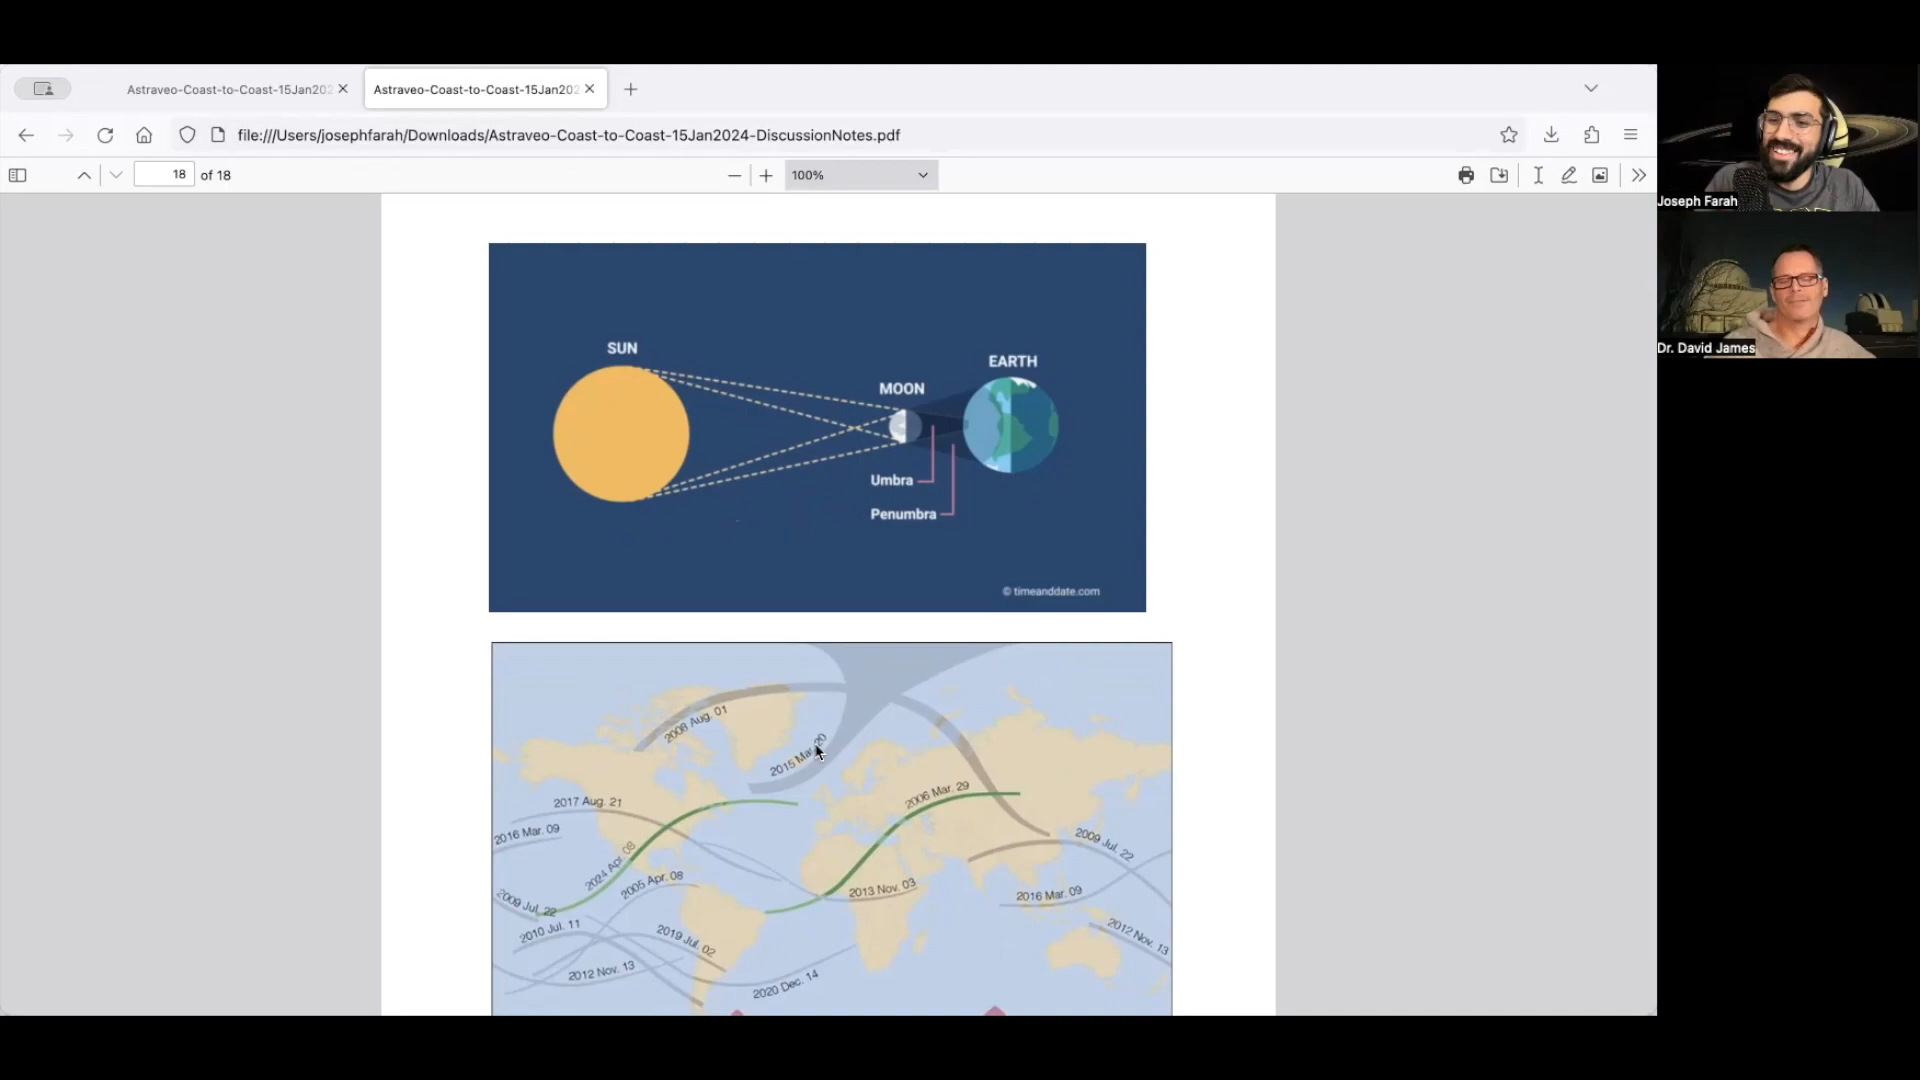 Astraveo-Coast-to-Coast-15Jan202
Astraveo-Coast-to-Coast-15Jan202
file:///Users/josephfarah/Downloads/Astraveo-Coast-to-Coast-15Jan2024-DiscussionNotes.pdf
18 of 18
100%
Joseph Farah
Dr. David James
SUN
MOON
EARTH
Umbra
Penumbra
© timeanddate.com
2008 Aug. 01
2015 Mar. 20
2006 Mar. 29
2017 Aug. 21
2016 Mar. 09
2009 Jul. 22
2024 Apr. 08
2005 Apr. 08
2013 Nov. 03
2016 Mar. 09
2009 Jul. 22
2010 Jul. 11
2019 Jul. 02
2012 Nov. 13
2012 Nov. 13
2020 Dec. 14